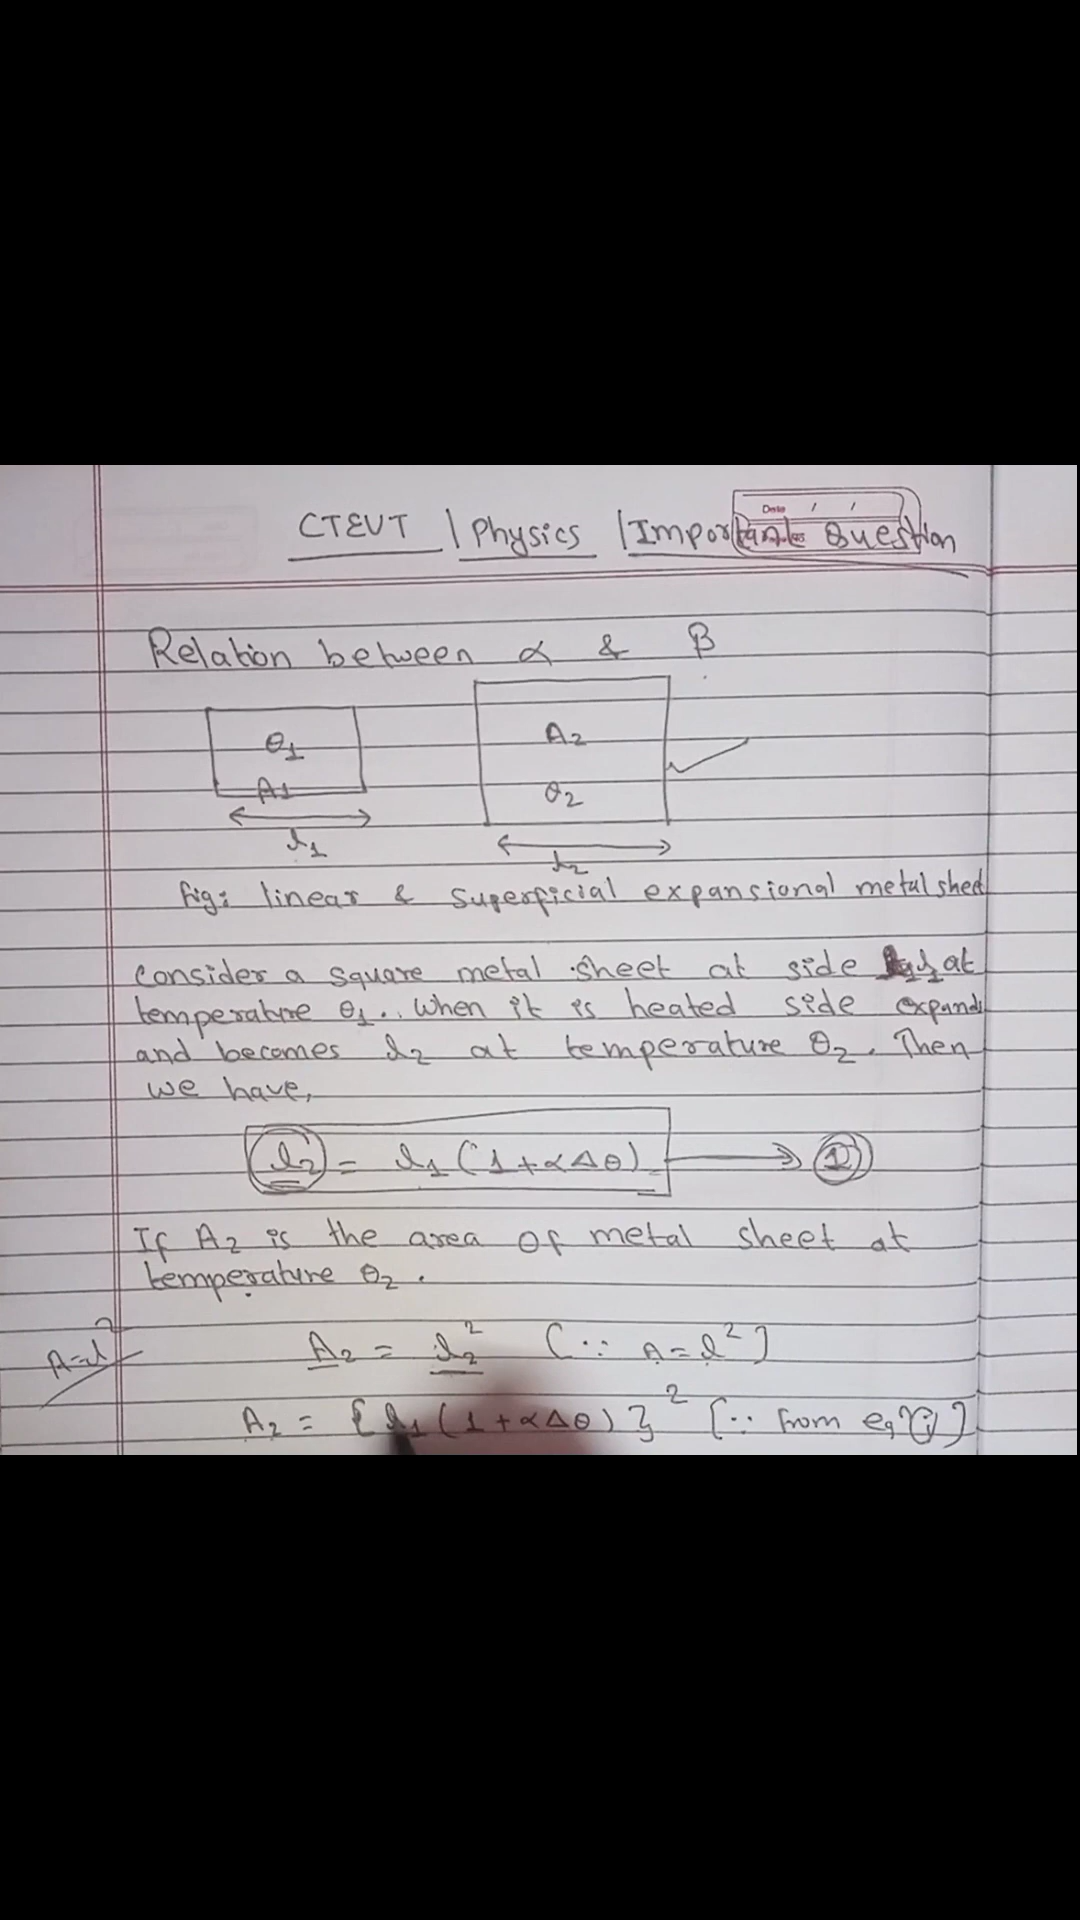 CTEVT | Physics | Important Question
Date / /
Relation between α & β
θ1
A1
l1
A2
θ2
l2
fig: linear & Superficial expansional metal sheet
Consider a square metal sheet at side l1 at
temperature θ1.. When it is heated side expand
and becomes l2 at temperature θ2. Then
we have,
l2 = l1 (1+αΔθ) → 1
If A2 is the area of metal sheet at
temperature θ2.
A=l²
A2 = l2² [∵ A=l²]
A2 = {l1 (1+αΔθ)}² [∵ from eqn (i)]